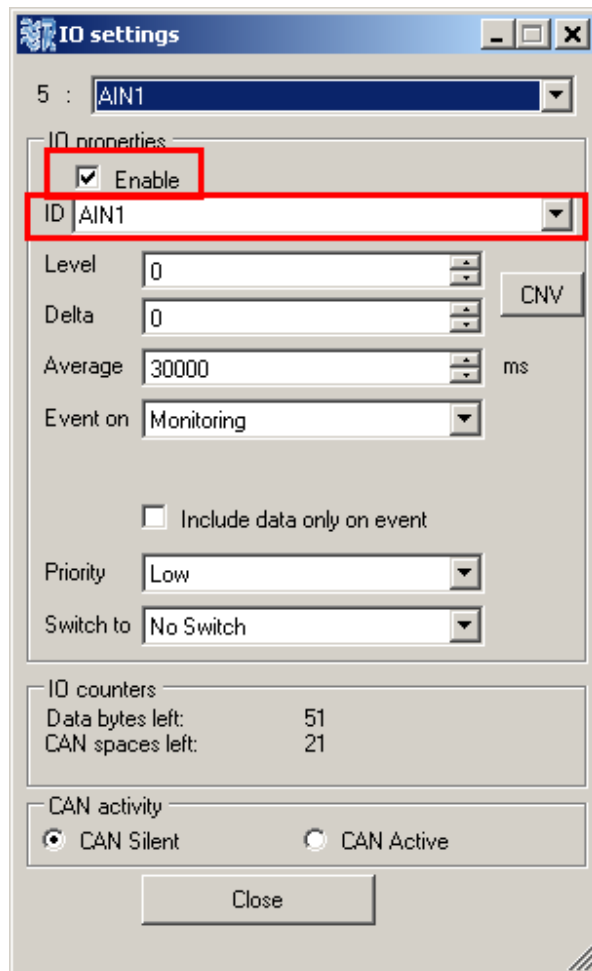 IO settings
5 : AIN1
IO properties
Enable
ID AIN1
Level 0
CNV
Delta 0
Average 30000 ms
Event on Monitoring
Include data only on event
Priority Low
Switch to No Switch
IO counters
Data bytes left: 51
CAN spaces left: 21
CAN activity
CAN Silent CAN Active
Close